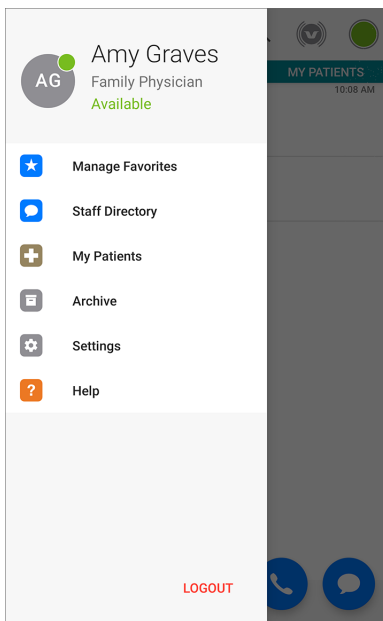 Amy Graves
AG
Family Physician
Available
MY PATIENTS
10:08 AM
Manage Favorites
Staff Directory
My Patients
Archive
Settings
? Help
LOGOUT